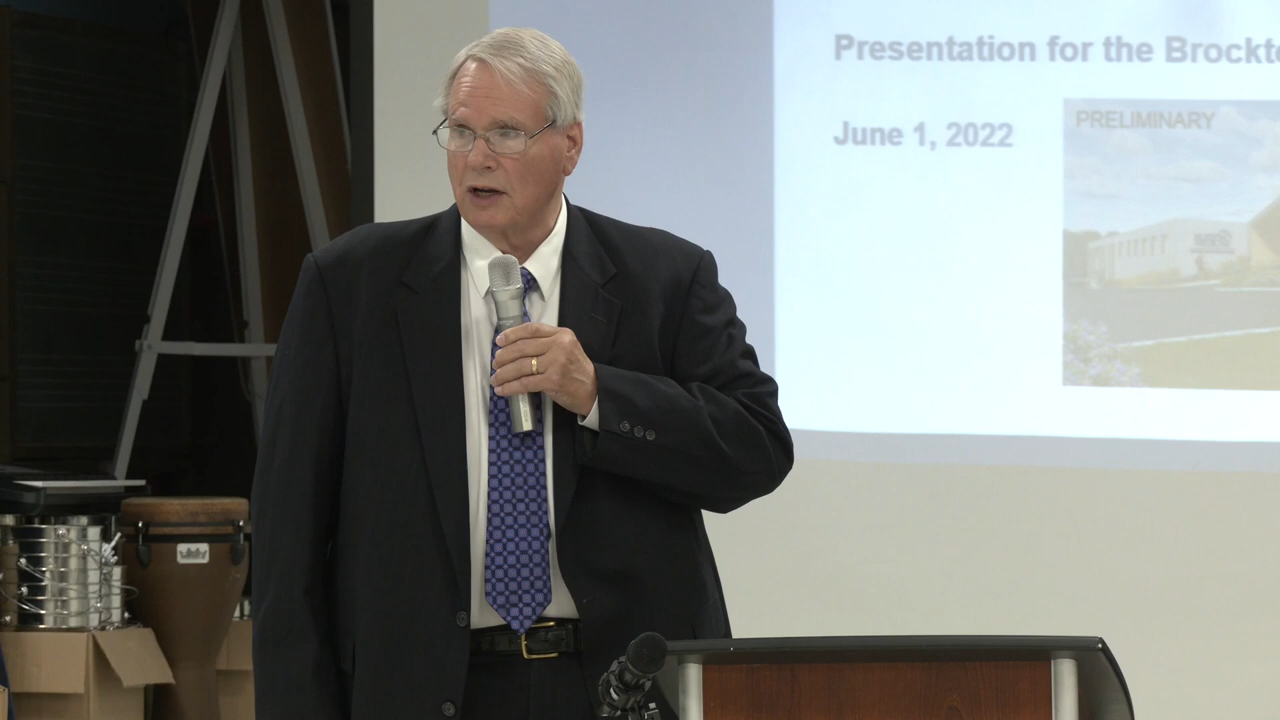 Presentation for the Brockto
June 1, 2022
PRELIMINARY